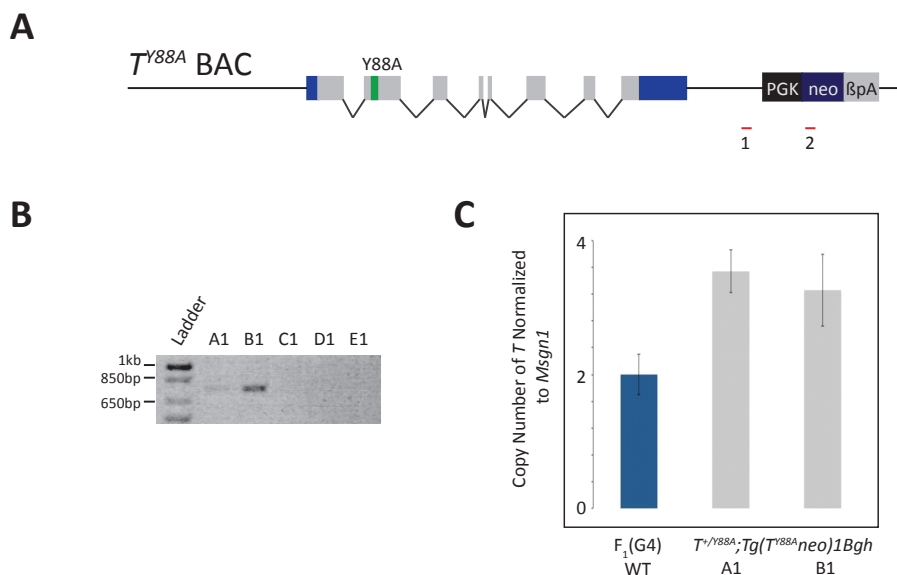 A
T^Y88A BAC
Y88A
PGK neo ßpA
1 2
B
Ladder
A1 B1 C1 D1 E1
1kb
850bp
650bp
C
Copy Number of T Normalized
to Msgn1
4
2
0
F1(G4)
WT
T+/Y88A;Tg(TY88Aneo)1Bgh
A1 B1